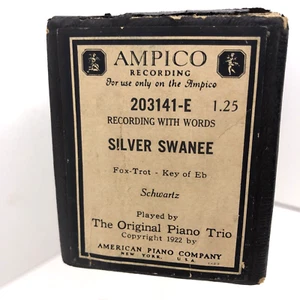 AMPICO
RECORDING
For use only on the Ampico
203141-E 1.25
RECORDING WITH WORDS
SILVER SWANEE
Fox-Trot - Key of Eb
Schwartz
Played by
The Original Piano Trio
Copyright 1922 by
AMERICAN PIANO COMPANY
NEW YORK, U.S.A.